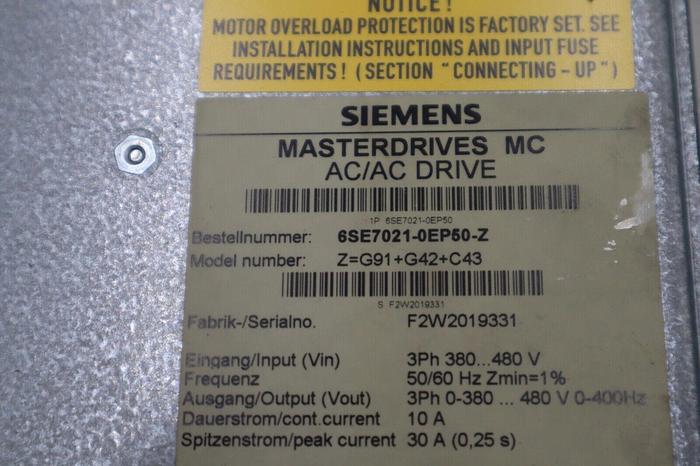 NOTICE !
MOTOR OVERLOAD PROTECTION IS FACTORY SET. SEE
INSTALLATION INSTRUCTIONS AND INPUT FUSE
REQUIREMENTS ! (SECTION "CONNECTING - UP")
SIEMENS
MASTERDRIVES MC
AC/AC DRIVE
1P 6SE7021-0EP50
Bestellnummer: 6SE7021-0EP50-Z
Model number: Z=G91+G42+C43
S F2W2019331
Fabrik-/Serialno. F2W2019331
Eingang/Input (Vin) 3Ph 380...480 V
Frequenz 50/60 Hz Zmin=1%
Ausgang/Output (Vout) 3Ph 0-380 ... 480 V 0-400Hz
Dauerstrom/cont.current 10 A
Spitzenstrom/peak current 30 A (0,25 s)